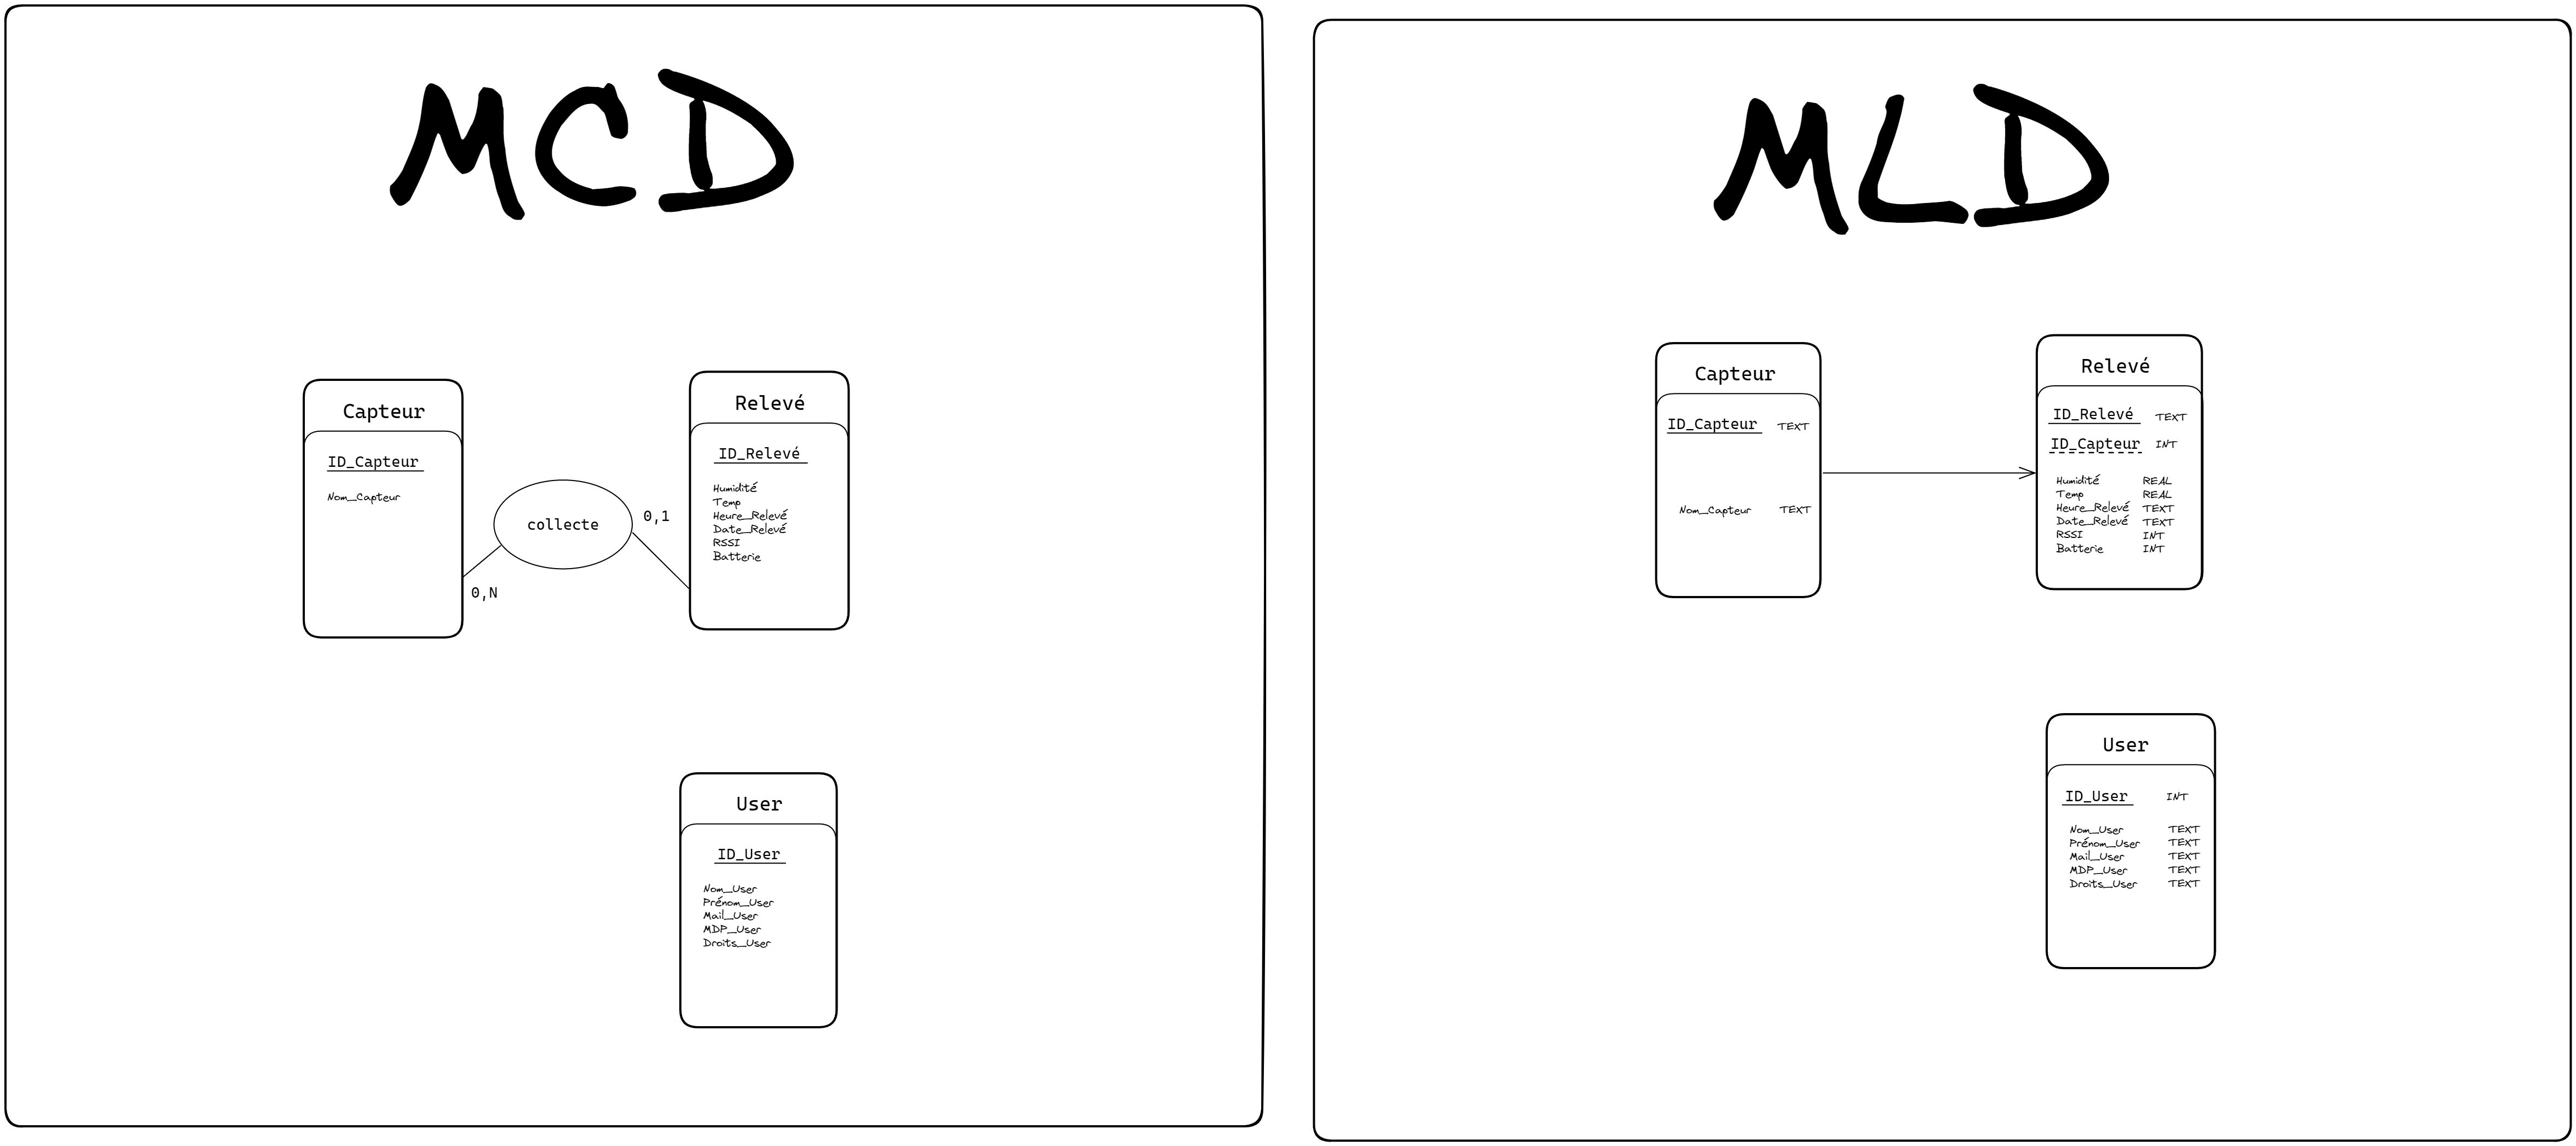 MCD
Capteur
ID_Capteur
Nom_Capteur
collecte
0,N
0,1
Relevé
ID_Relevé
Humidité
Temp
Heure_Relevé
Date_Relevé
RSSI
Batterie
User
ID_User
Nom_User
Prénom_User
Mail_User
MDP_User
Droits_User
MLD
Capteur
ID_Capteur TEXT
Nom_Capteur TEXT
Relevé
ID_Relevé TEXT
ID_Capteur INT
Humidité REAL
Temp REAL
Heure_Relevé TEXT
Date_Relevé TEXT
RSSI INT
Batterie INT
User
ID_User INT
Nom_User TEXT
Prénom_User TEXT
Mail_User TEXT
MDP_User TEXT
Droits_User TEXT